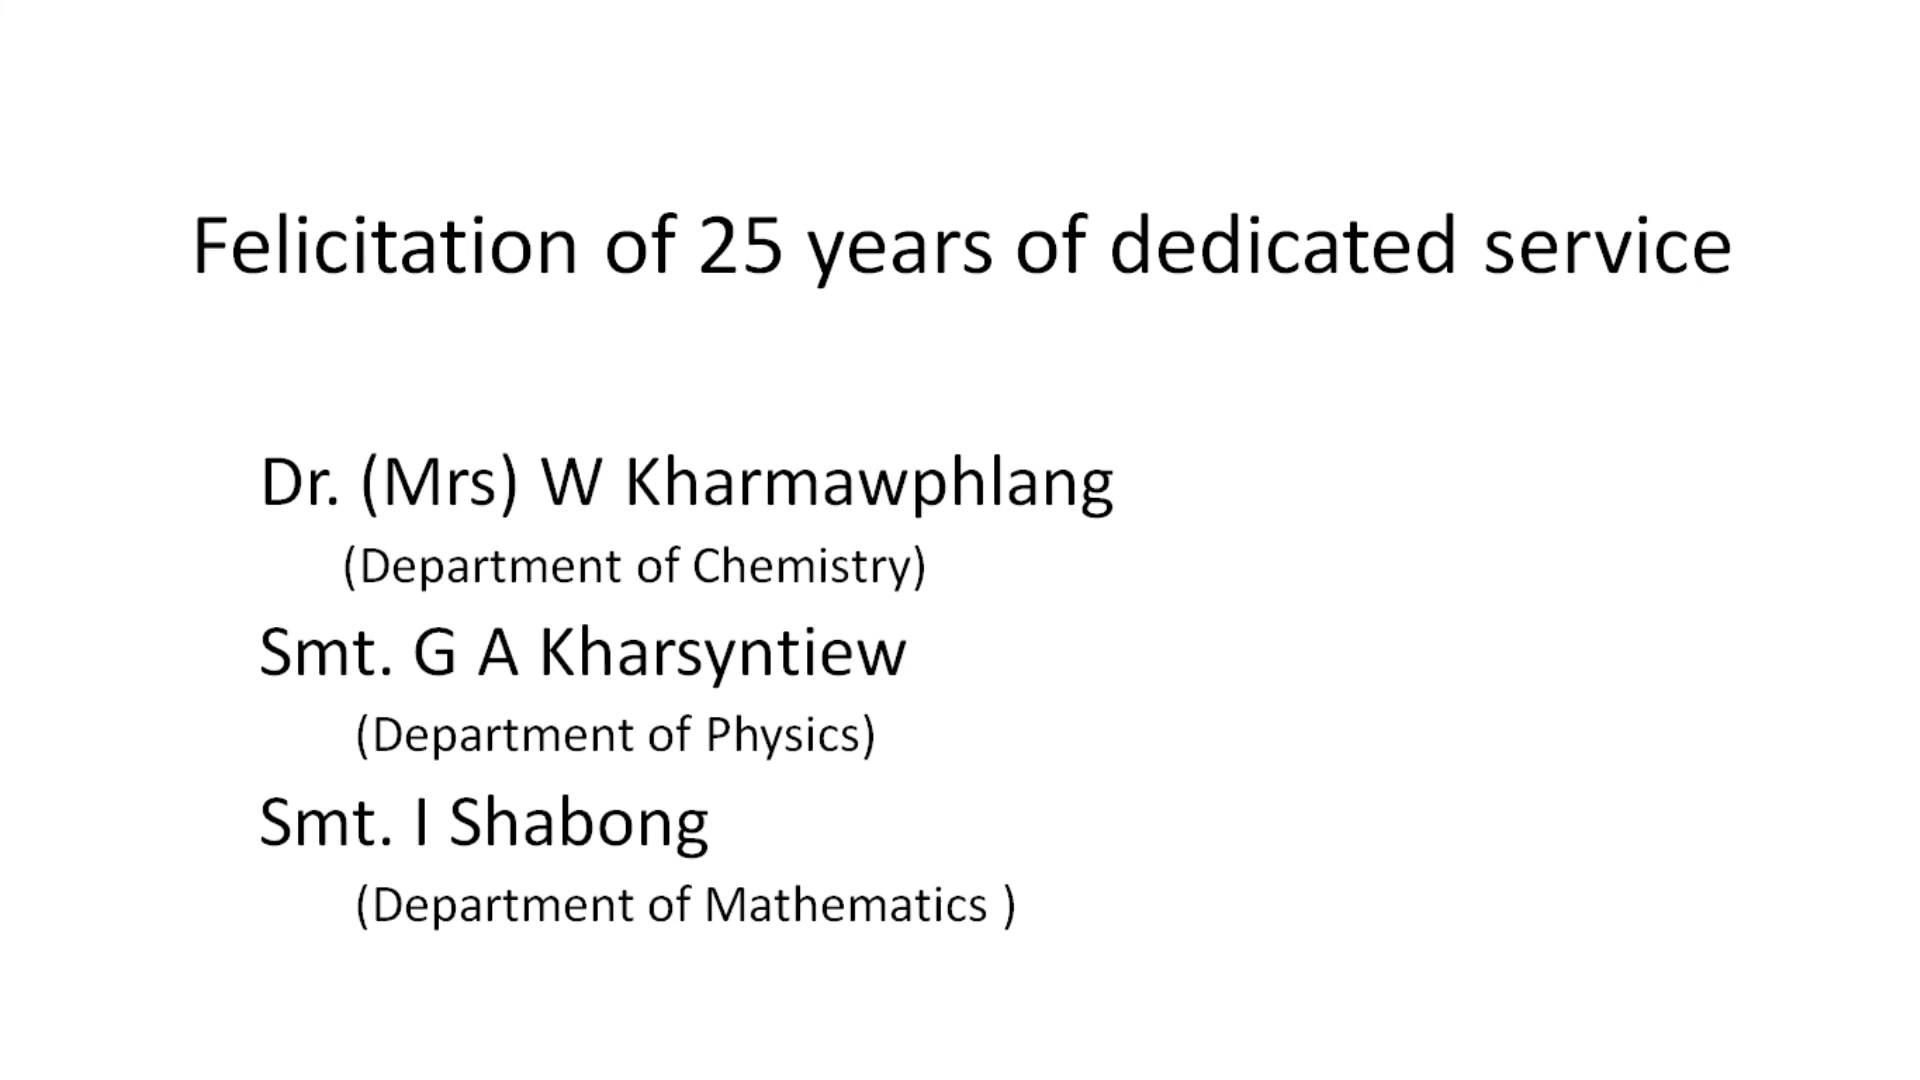 Felicitation of 25 years of dedicated service
Dr. (Mrs) W Kharmawphlang
(Department of Chemistry)
Smt. G A Kharsyntiew
(Department of Physics)
Smt. I Shabong
(Department of Mathematics )